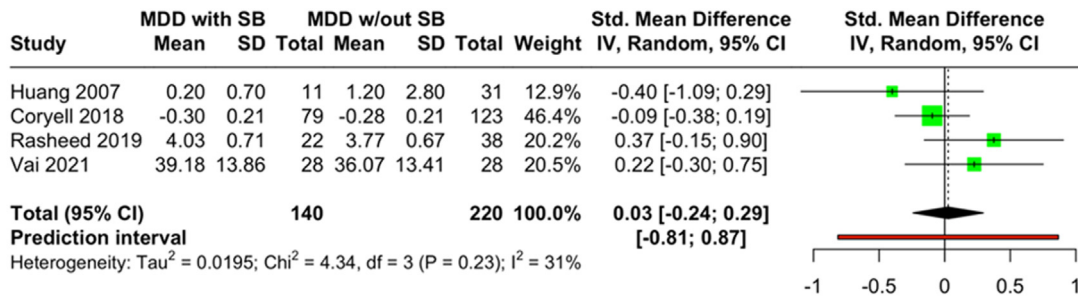 MDD with SB MDD w/out SB Std. Mean Difference Std. Mean Difference
Study Mean SD Total Mean SD Total Weight IV, Random, 95% CI IV, Random, 95% CI
Huang 2007 0.20 0.70 11 1.20 2.80 31 12.9% -0.40 [-1.09; 0.29]
Coryell 2018 -0.30 0.21 79 -0.28 0.21 123 46.4% -0.09 [-0.38; 0.19]
Rasheed 2019 4.03 0.71 22 3.77 0.67 38 20.2% 0.37 [-0.15; 0.90]
Vai 2021 39.18 13.86 28 36.07 13.41 28 20.5% 0.22 [-0.30; 0.75]
Total (95% CI) 140 220 100.0% 0.03 [-0.24; 0.29]
Prediction interval [-0.81; 0.87]
Heterogeneity: Tau² = 0.0195; Chi² = 4.34, df = 3 (P = 0.23); I² = 31%
-1 -0.5 0 0.5 1